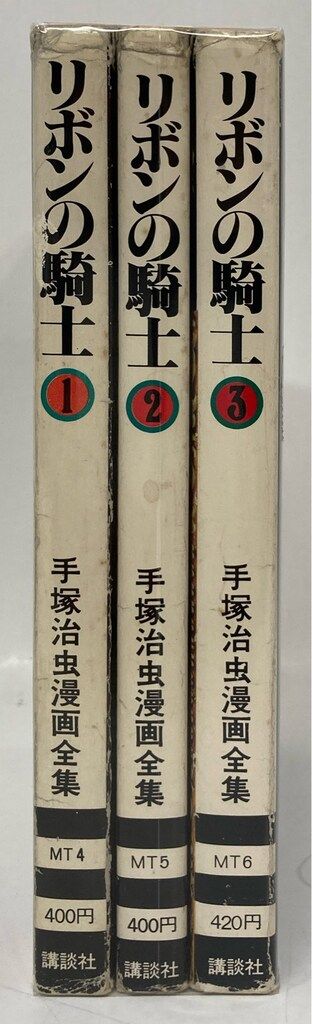 リボンの騎士
1
手塚治虫漫画全集
MT4
400円
講談社
リボンの騎士
2
手塚治虫漫画全集
MT5
400円
講談社
リボンの騎士
3
手塚治虫漫画全集
MT6
420円
講談社